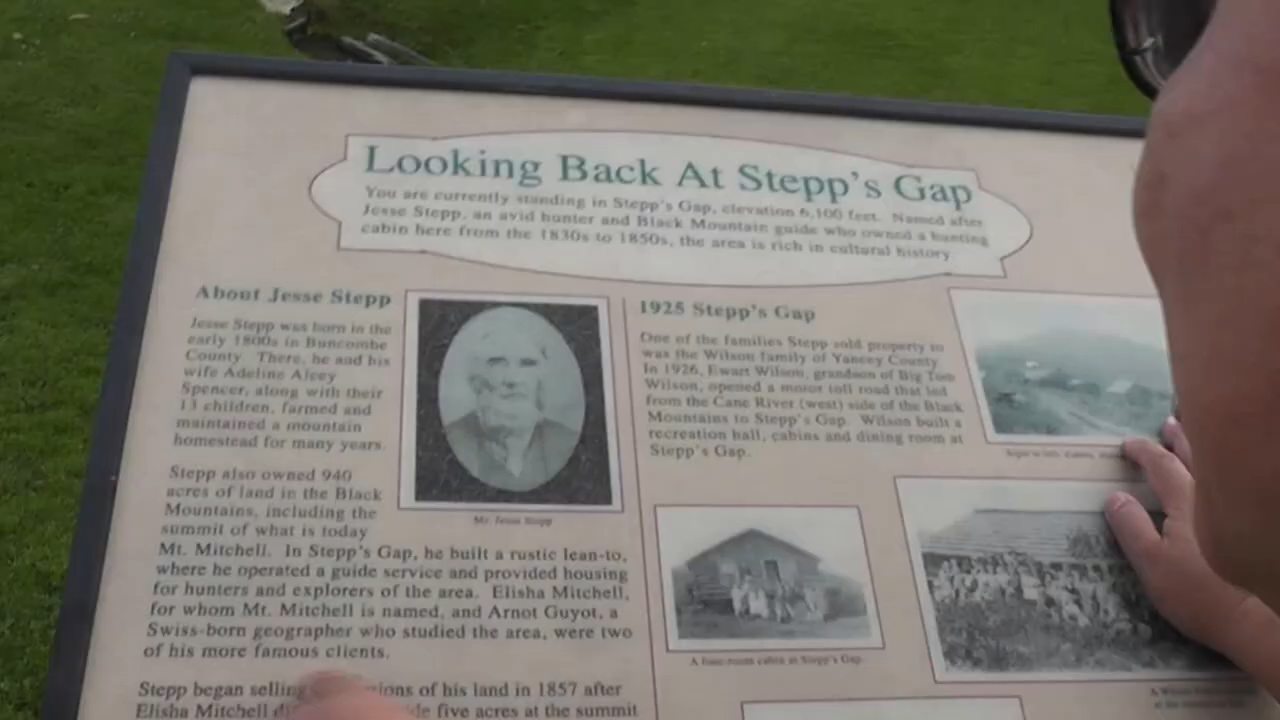 Looking Back At Stepp's Gap
You are currently standing in Stepp's Gap, elevation 6,100 feet. Named after
Jesse Stepp, an avid hunter and Black Mountain guide who owned a hunting
cabin here from the 1830s to 1850s, the area is rich in cultural history.
About Jesse Stepp
Jesse Stepp was born in the
early 1800s in Buncombe
County. There, he and his
wife Adeline Alcey
Spencer, along with their
13 children, farmed and
maintained a mountain
homestead for many years.
Stepp also owned 940
acres of land in the Black
Mountains, including the
summit of what is today
Mt. Mitchell. In Stepp's Gap, he built a rustic lean-to,
where he operated a guide service and provided housing
for hunters and explorers of the area. Elisha Mitchell,
for whom Mt. Mitchell is named, and Arnot Guyot, a
Swiss-born geographer who studied the area, were two
of his more famous clients.
Stepp began selling of his land in 1857 after
Elisha Mitchell five acres at the summit
Mr. Jesse Stepp
1925 Stepp's Gap
One of the families Stepp sold property to
was the Wilson family of Yancey County.
In 1926, Ewart Wilson, grandson of Big Tom
Wilson, opened a motor toll road that led
from the Cane River (west) side of the Black
Mountains to Stepp's Gap. Wilson built a
recreation hall, cabins and dining room at
Stepp's Gap.
cabin at Stepp's Gap